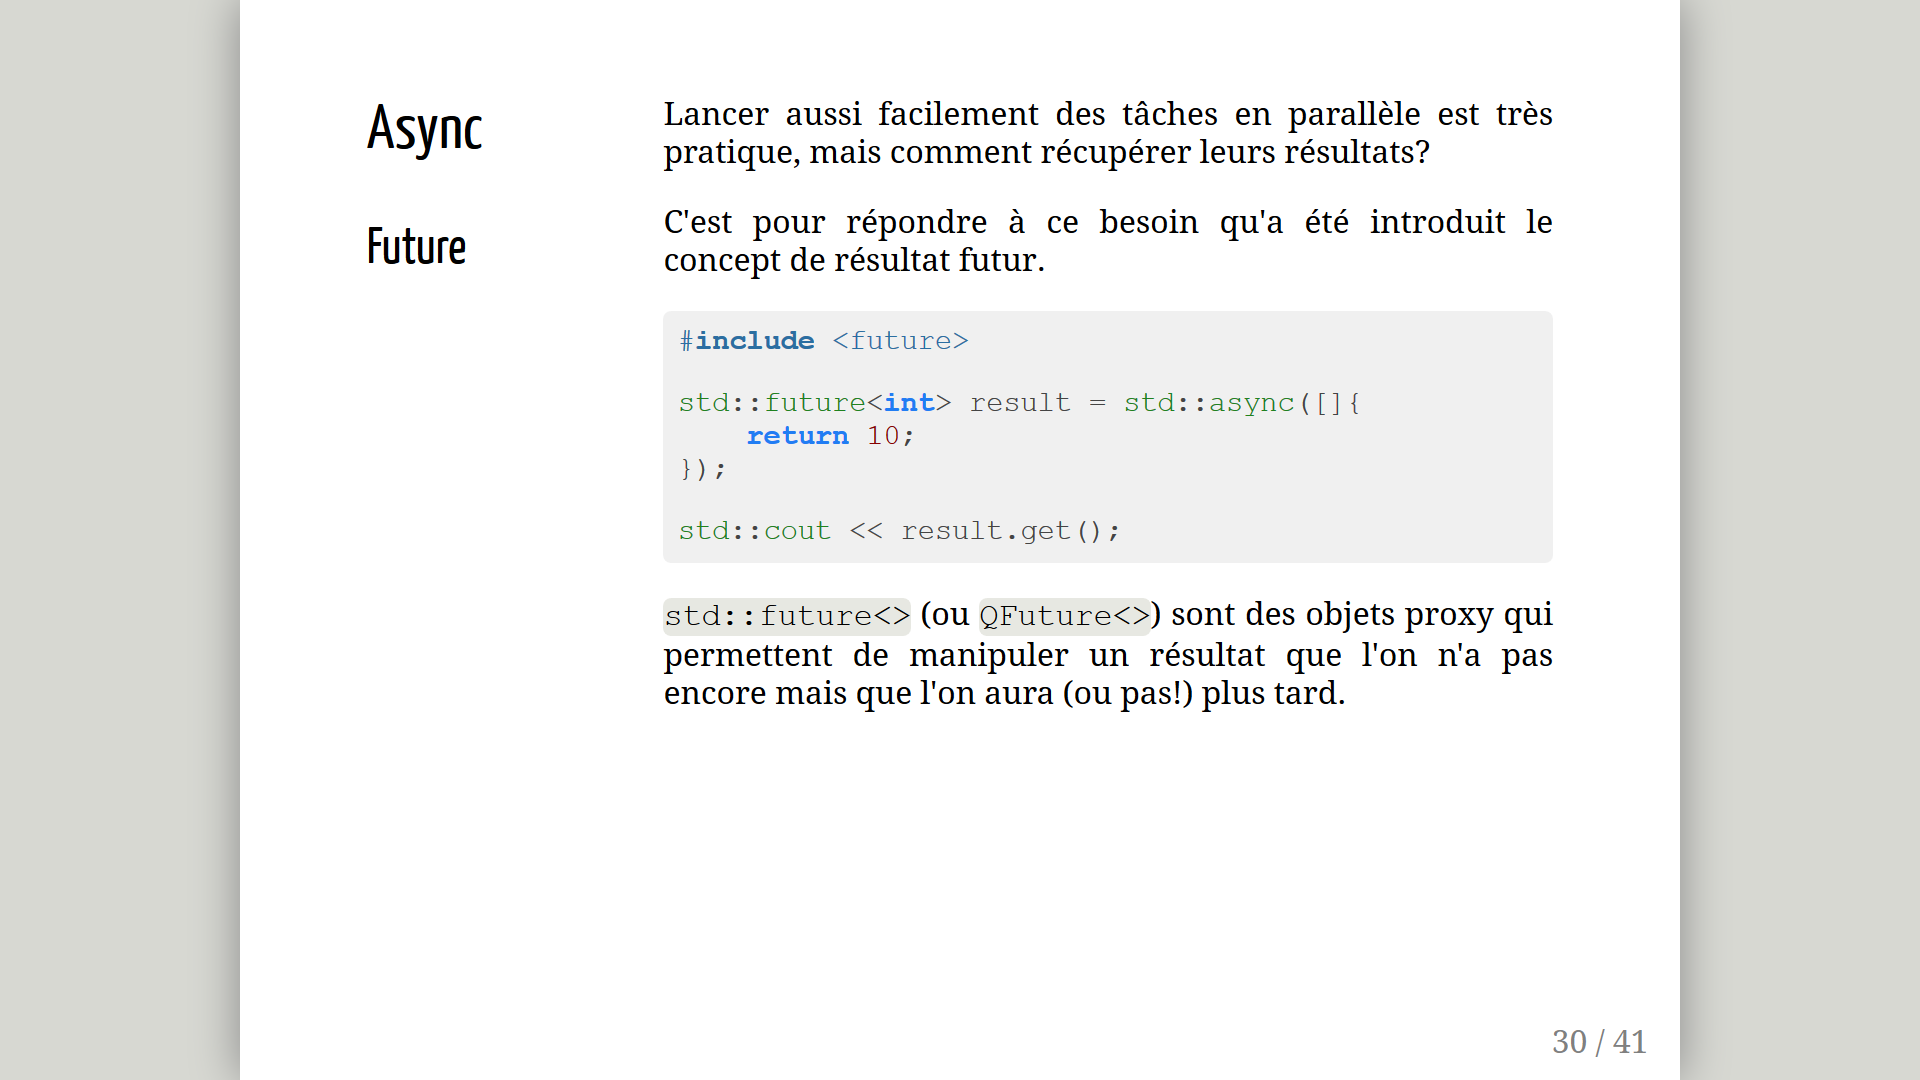 Async
Future
Lancer aussi facilement des tâches en parallèle est très
pratique, mais comment récupérer leurs résultats?
C'est pour répondre à ce besoin qu'a été introduit le
concept de résultat futur.
#include <future>
std::future<int> result = std::async([]{
    return 10;
});
std::cout << result.get();
std::future<> (ou QFuture<>) sont des objets proxy qui
permettent de manipuler un résultat que l'on n'a pas
encore mais que l'on aura (ou pas!) plus tard.
30 / 41